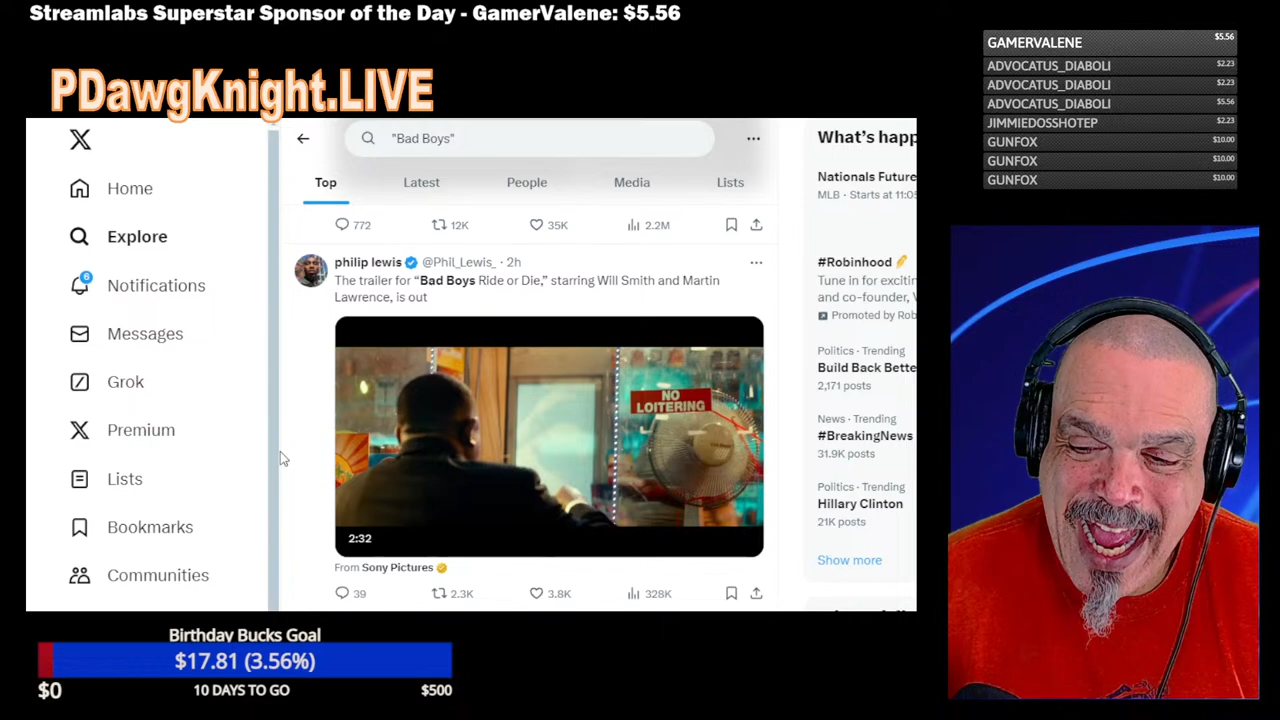 Streamlabs Superstar Sponsor of the Day - GamerValene: $5.56
PDawgKnight.LIVE
X
Home
Explore
6
Notifications
Messages
Grok
Premium
Lists
Bookmarks
Communities
"Bad Boys"
Top Latest People Media Lists
772 12K 35K 2.2M
philip lewis @Phil_Lewis_ · 2h
The trailer for “Bad Boys Ride or Die,” starring Will Smith and Martin
Lawrence, is out
NO
LOITERING
2:32
From Sony Pictures
39 2.3K 3.8K 328K
What's happ
Nationals Future
MLB · Starts at 11:05
#Robinhood
Tune in for exciti
and co-founder, V
Promoted by Rob
Politics · Trending
Build Back Bette
2,171 posts
News · Trending
#BreakingNews
31.9K posts
Politics · Trending
Hillary Clinton
21K posts
Show more
GAMERVALENE $5.56
ADVOCATUS_DIABOLI $2.23
ADVOCATUS_DIABOLI $2.23
ADVOCATUS_DIABOLI $5.56
JIMMIEDOSSHOTEP $2.23
GUNFOX $10.00
GUNFOX $10.00
GUNFOX $10.00
Birthday Bucks Goal
$17.81 (3.56%)
$0 10 DAYS TO GO $500